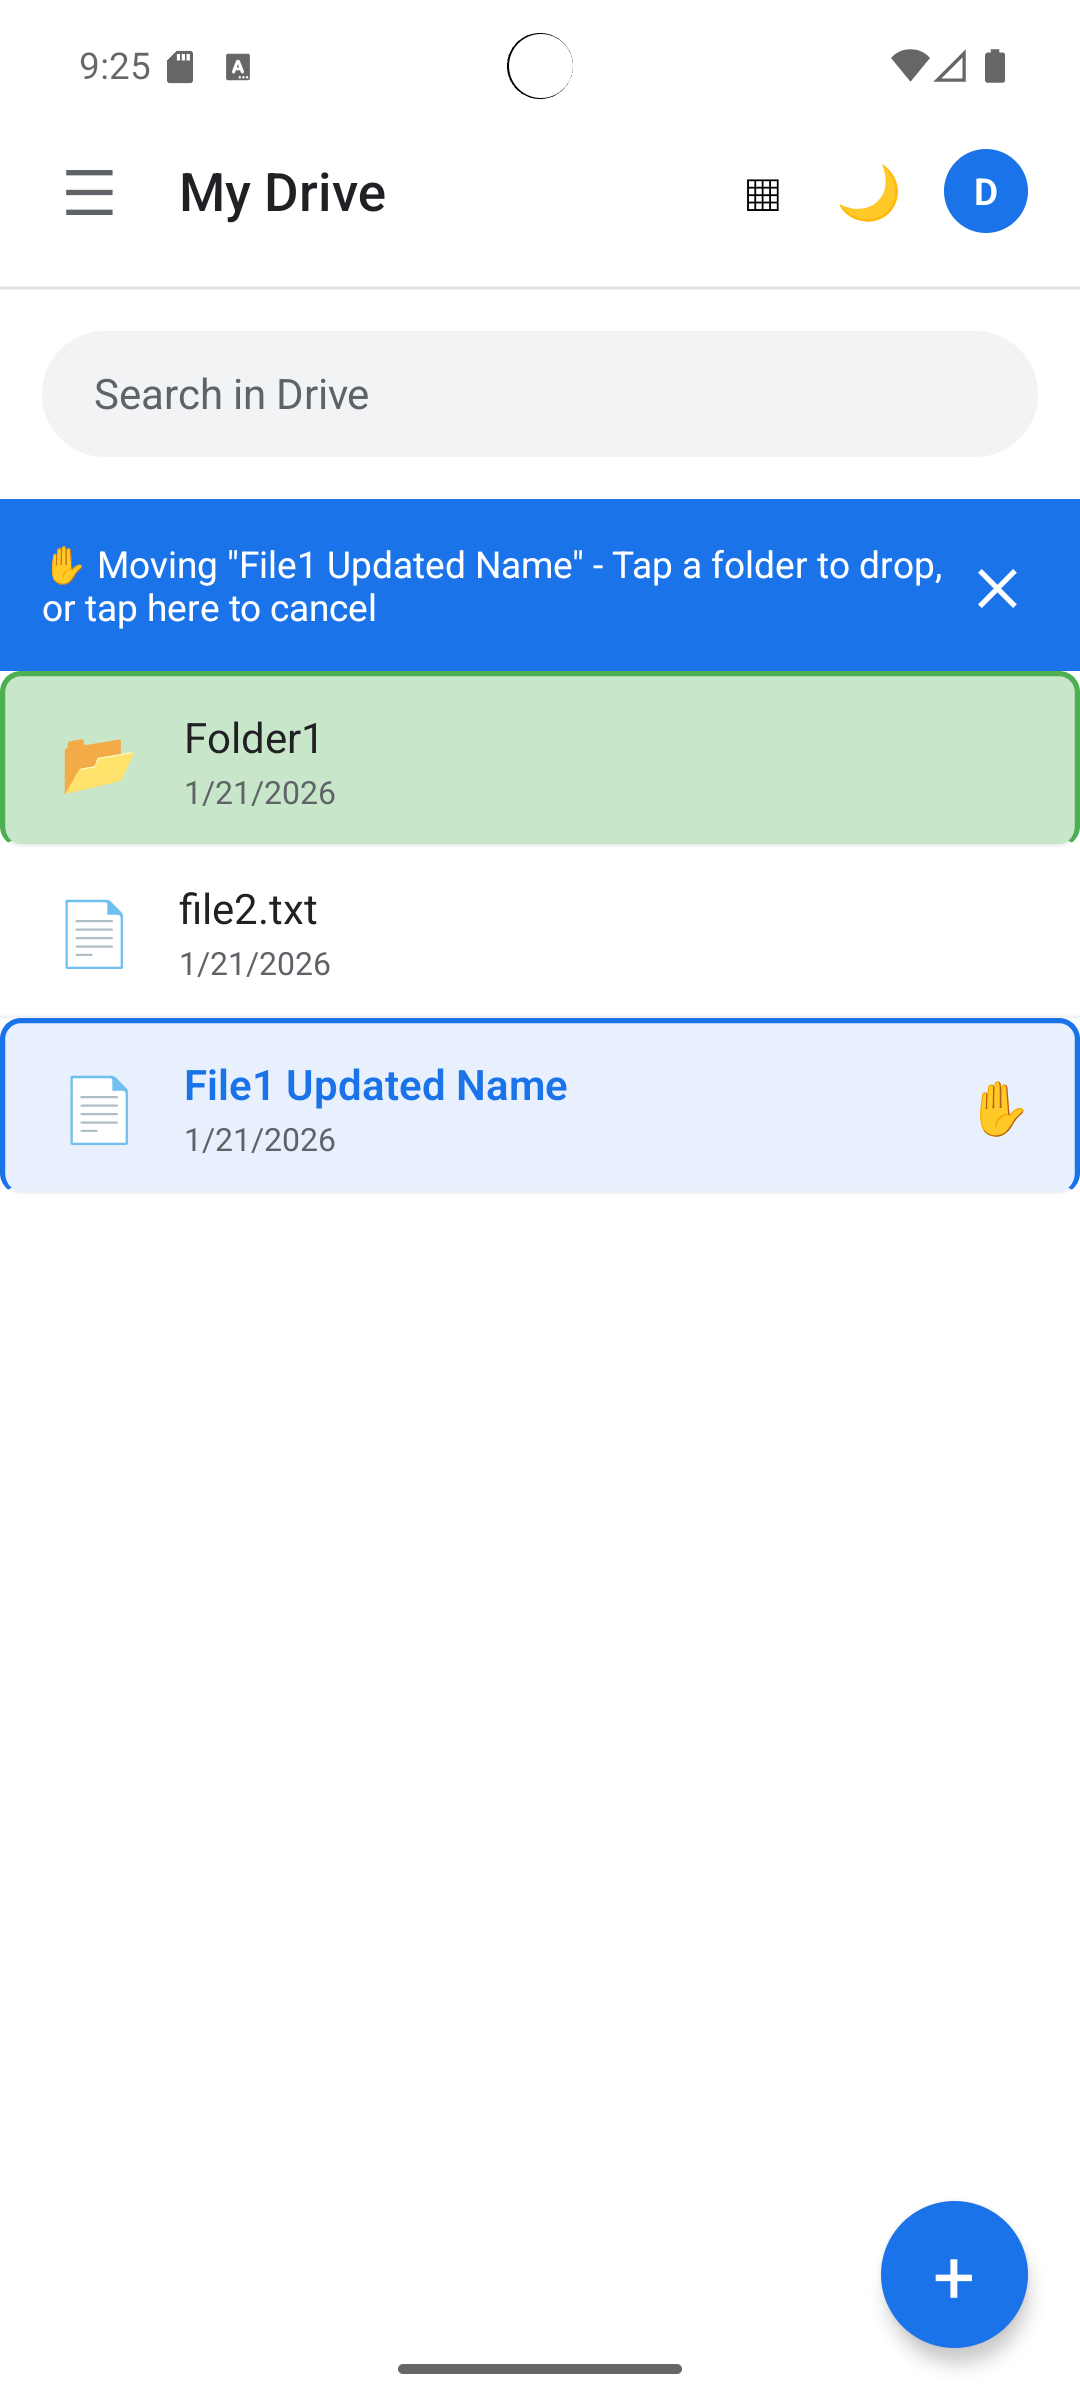 9:25
My Drive
D
Search in Drive
✋ Moving "File1 Updated Name" - Tap a folder to drop,
or tap here to cancel
Folder1
1/21/2026
file2.txt
1/21/2026
File1 Updated Name
1/21/2026
+